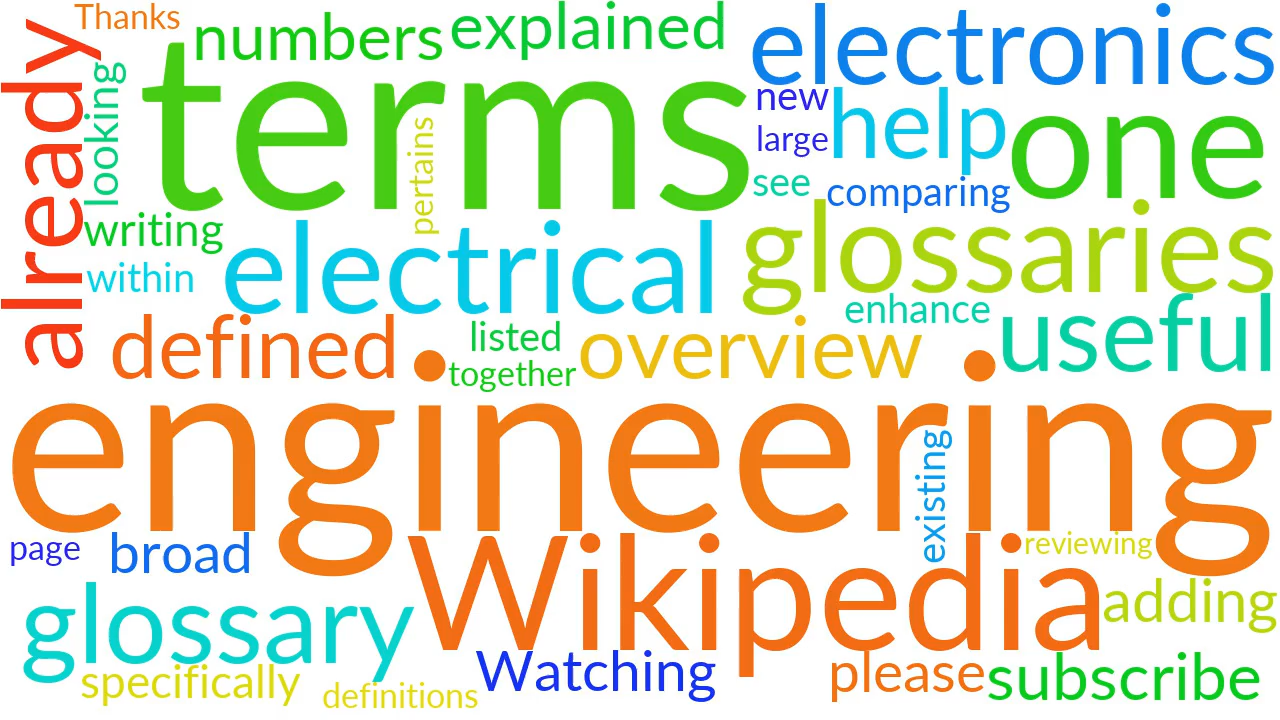 Thanks
already
looking
numbers
explained
electronics
terms
pertains
new
large
help
one
see
comparing
writing
within
electrical
glossaries
enhance
useful
defined
listed
together
overview
engineering
existing
page
broad
Wikipedia
reviewing
adding
glossary
specifically
definitions
Watching
please
subscribe